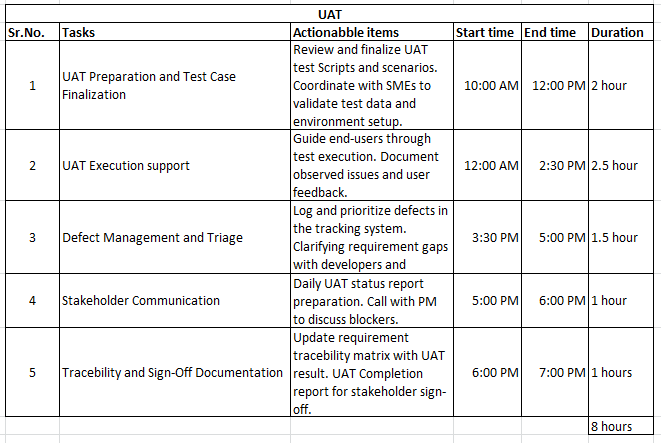 UAT
Sr.No. Tasks Actionabble items Start time End time Duration
Review and finalize UAT
test Scripts and scenarios.
1 UAT Preparation and Test Case Finalization Coordinate with SMEs to 10:00 AM 12:00 PM 2 hour
validate test data and
environment setup.
Guide end-users through
2 UAT Execution support test execution. Document 12:00 AM 2:30 PM 2.5 hour
observed issues and user
feedback.
Log and prioritize defects in
the tracking system.
3 Defect Management and Triage Clarifying requirement gaps 3:30 PM 5:00 PM 1.5 hour
with developers and
Daily UAT status report
4 Stakeholder Communication preparation. Call with PM 5:00 PM 6:00 PM 1 hour
to discuss blockers.
Update requirement
tracebility matrix with UAT
5 Tracebility and Sign-Off Documentation result. UAT Completion 6:00 PM 7:00 PM 1 hours
report for stakeholder sign-
off.
8 hours